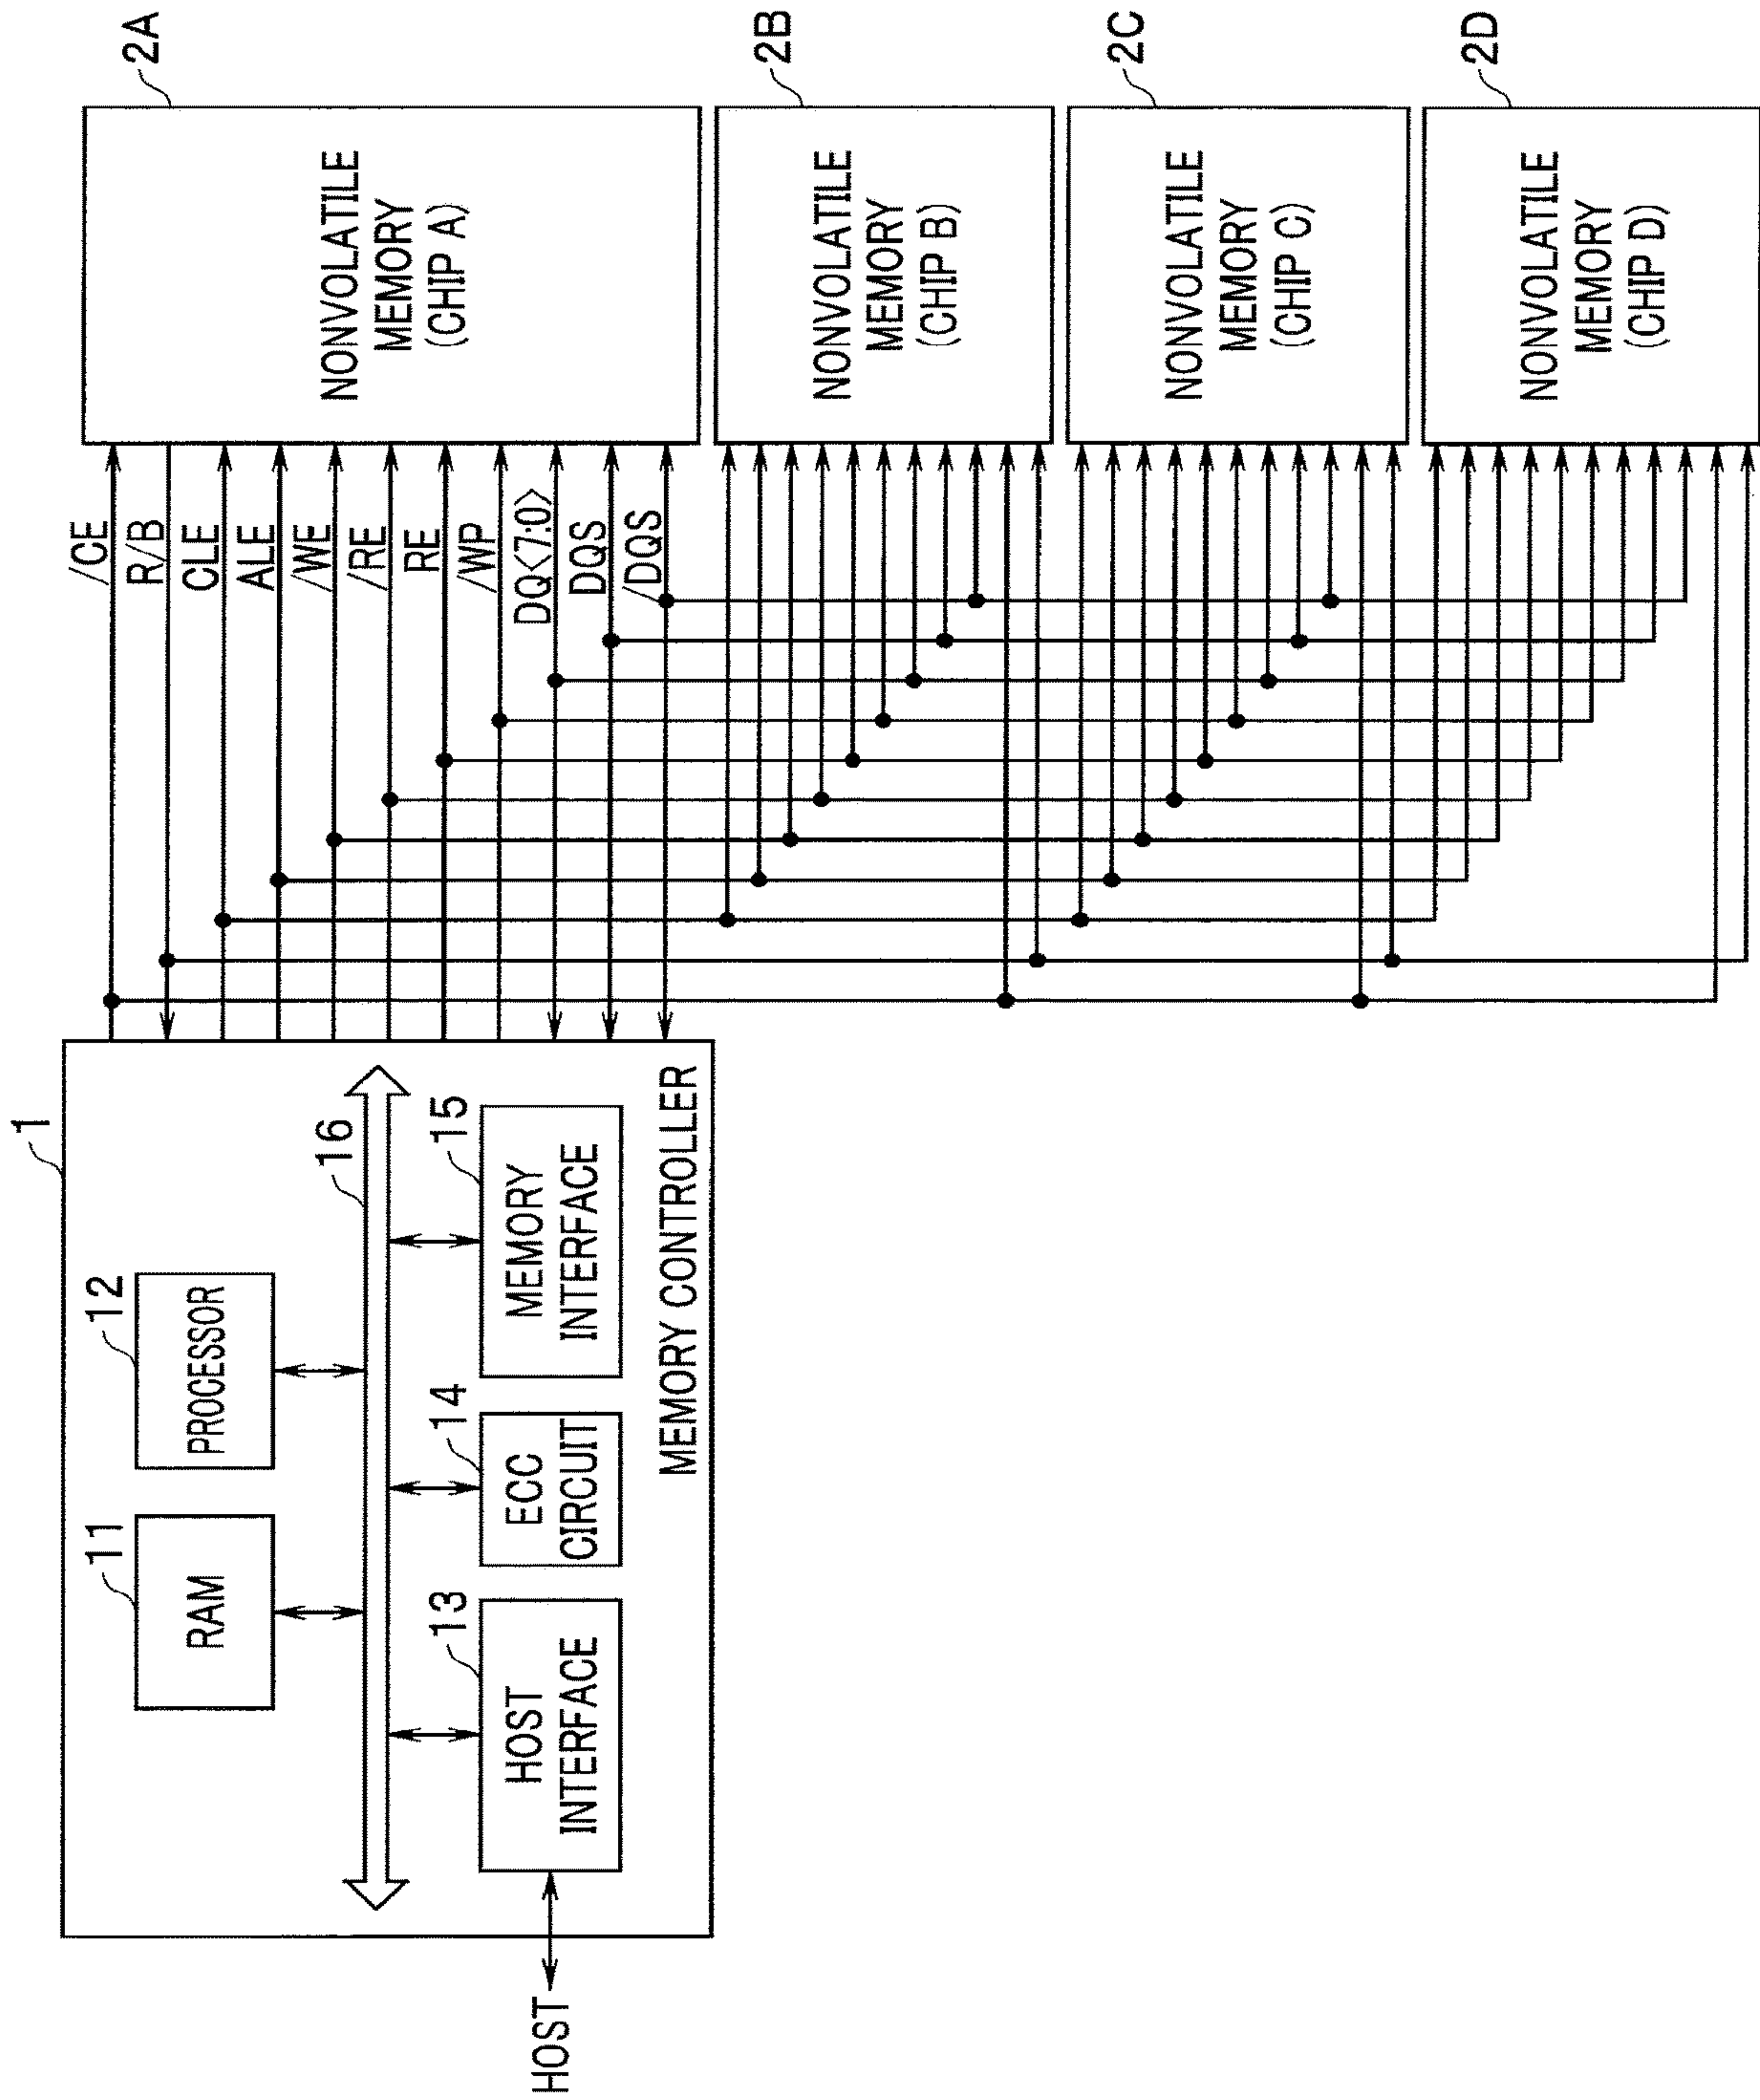 1
11
RAM
12
PROCESSOR
16
13
HOST
INTERFACE
14
ECC
CIRCUIT
15
MEMORY
INTERFACE
MEMORY CONTROLLER
HOST
/CE
R/B
CLE
ALE
/WE
/RE
RE
/WP
DQ<7:0>
DQS
/DQS
2A
NONVOLATILE
MEMORY
(CHIP A)
2B
NONVOLATILE
MEMORY
(CHIP B)
2C
NONVOLATILE
MEMORY
(CHIP C)
2D
NONVOLATILE
MEMORY
(CHIP D)